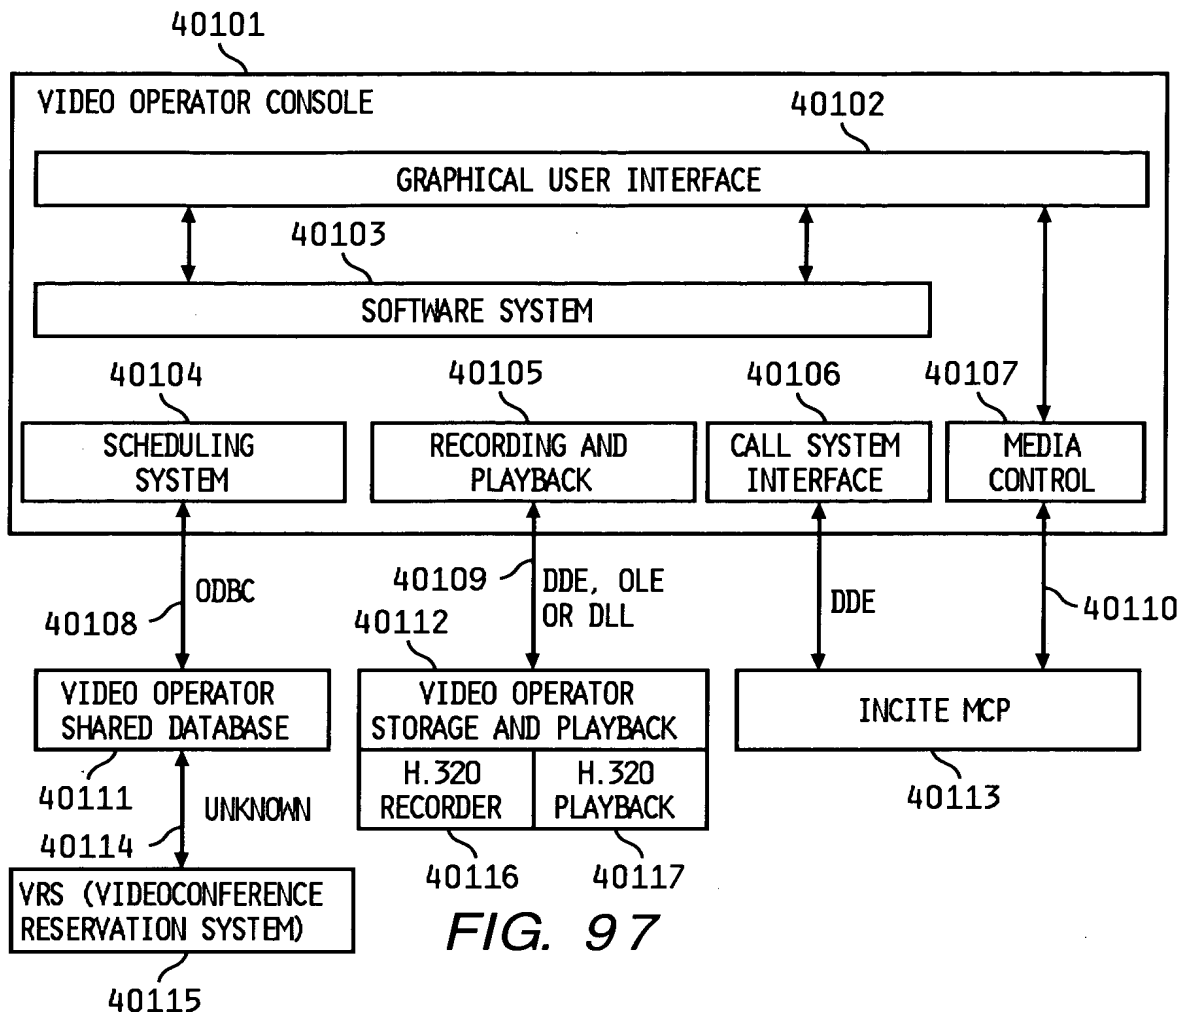 40101
VIDEO OPERATOR CONSOLE
40102
GRAPHICAL USER INTERFACE
40103
SOFTWARE SYSTEM
40104
40105
40106
40107
SCHEDULING
SYSTEM
RECORDING AND
PLAYBACK
CALL SYSTEM
INTERFACE
MEDIA
CONTROL
40108
ODBC
40109
DDE, OLE
OR DLL
DDE
40110
40112
VIDEO OPERATOR
SHARED DATABASE
VIDEO OPERATOR
STORAGE AND PLAYBACK
INCITE MCP
H.320
RECORDER
H.320
PLAYBACK
40111
40113
UNKNOWN
40114
40116
40117
VRS (VIDEOCONFERENCE
RESERVATION SYSTEM)
40115
FIG. 97